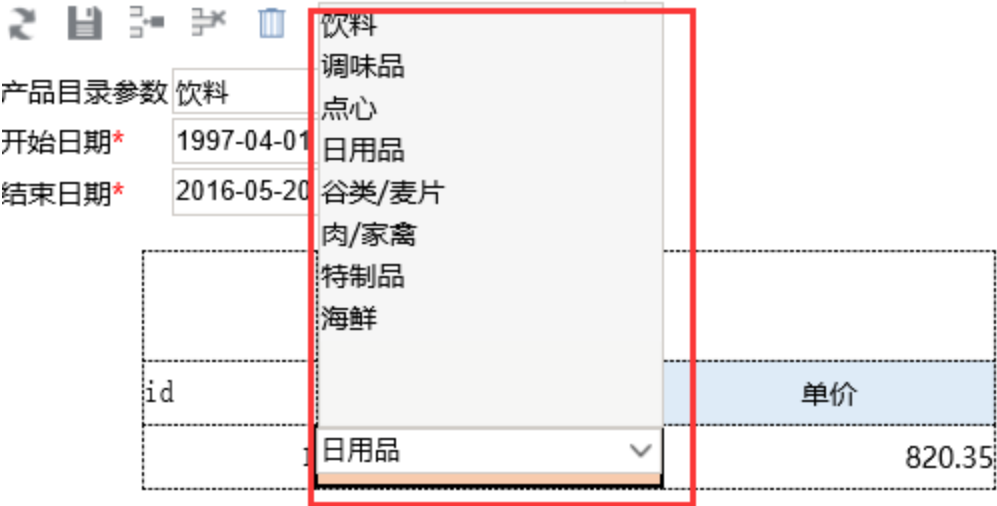 产品目录参数 饮料
开始日期* 1997-04-01
结束日期* 2016-05-20
饮料
调味品
点心
日用品
谷类/麦片
肉/家禽
特制品
海鲜
id 单价
日用品 820.35